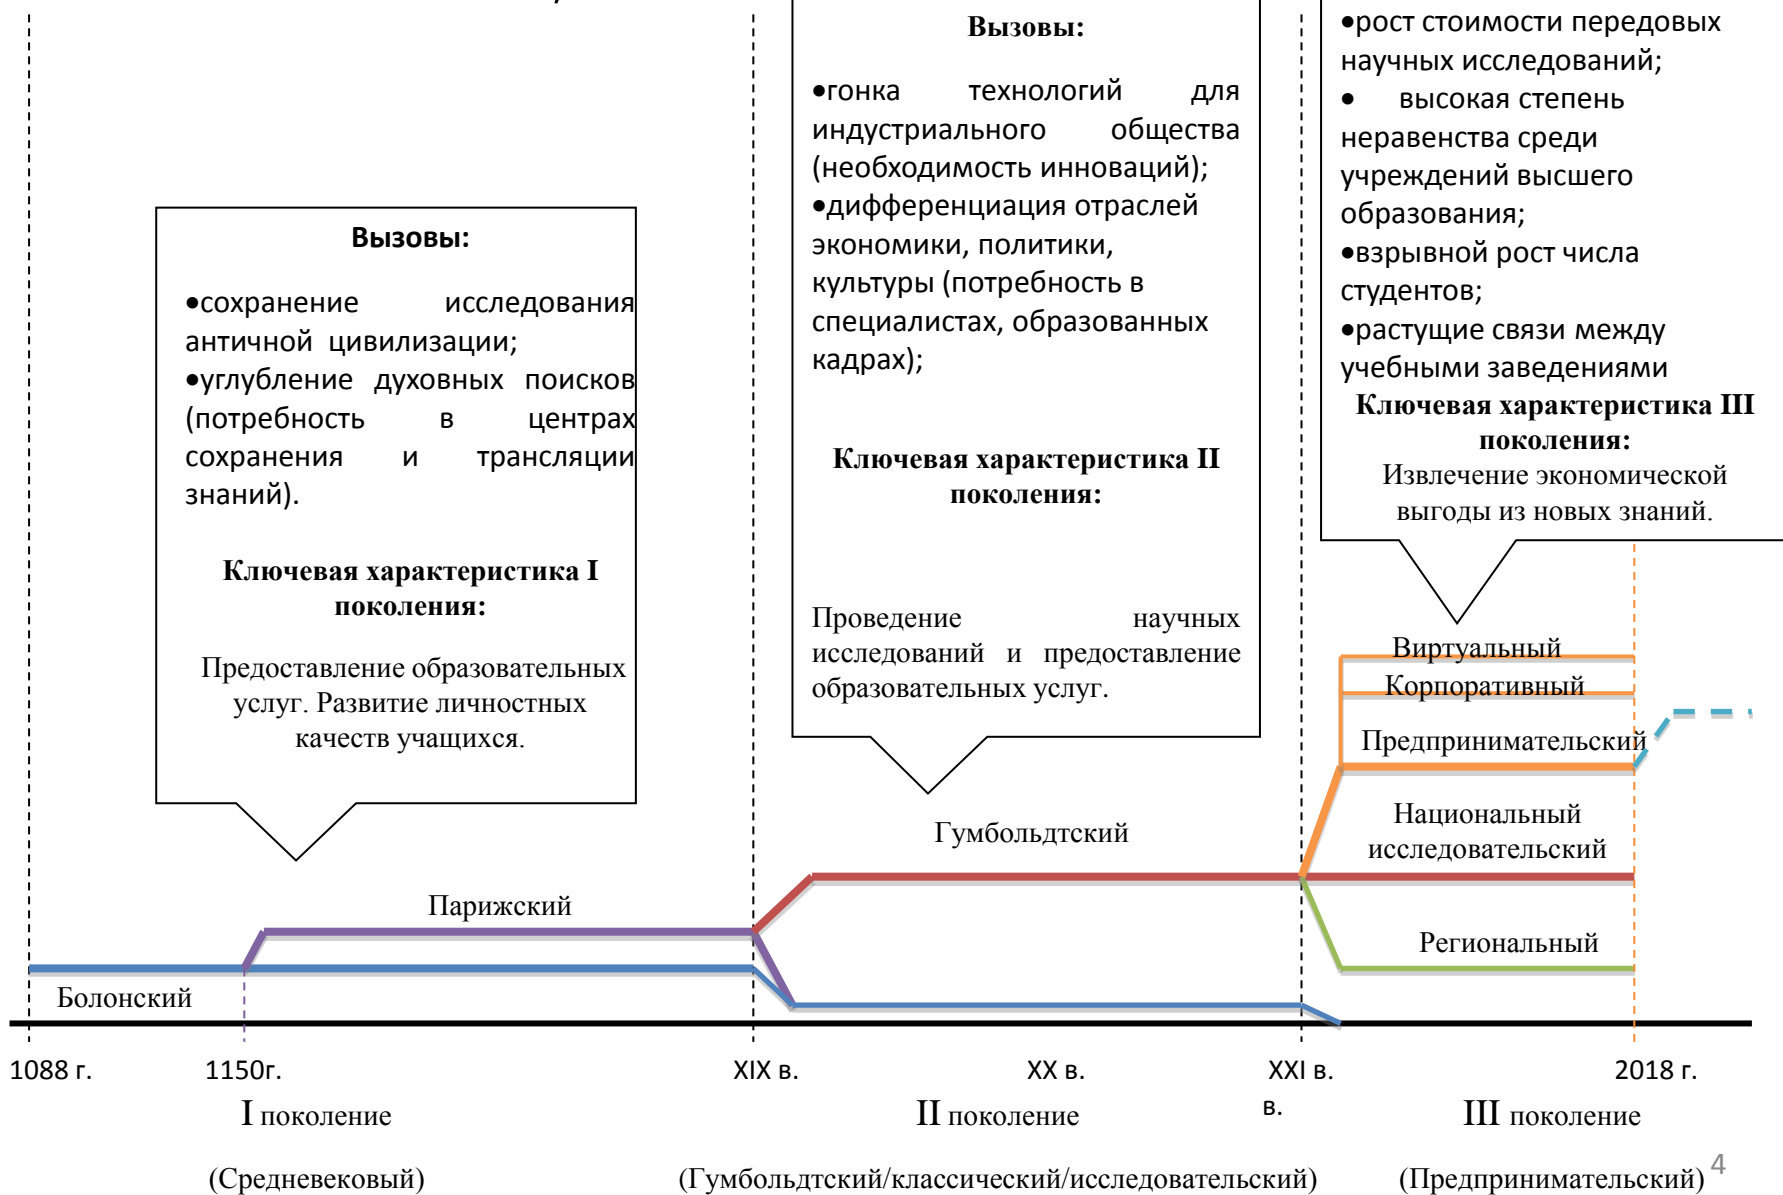 Вызовы:
•сохранение исследования
античной цивилизации;
•углубление духовных поисков
(потребность в центрах
сохранения и трансляции
знаний).
Ключевая характеристика I
поколения:
Предоставление образовательных
услуг. Развитие личностных
качеств учащихся.
Вызовы:
•гонка технологий для
индустриального общества
(необходимость инноваций);
•дифференциация отраслей
экономики, политики,
культуры (потребность в
специалистах, образованных
кадрах);
Ключевая характеристика II
поколения:
Проведение научных
исследований и предоставление
образовательных услуг.
•рост стоимости передовых
научных исследований;
• высокая степень
неравенства среди
учреждений высшего
образования;
•взрывной рост числа
студентов;
•растущие связи между
учебными заведениями
Ключевая характеристика III
поколения:
Извлечение экономической
выгоды из новых знаний.
Виртуальный
Корпоративный
Предпринимательский
Национальный
исследовательский
Региональный
Гумбольдтский
Парижский
Болонский
1088 г.
1150г.
XIX в.
XX в.
XXI в.
в.
2018 г.
I поколение
II поколение
III поколение
(Средневековый)
(Гумбольдтский/классический/исследовательский)
(Предпринимательский)
4